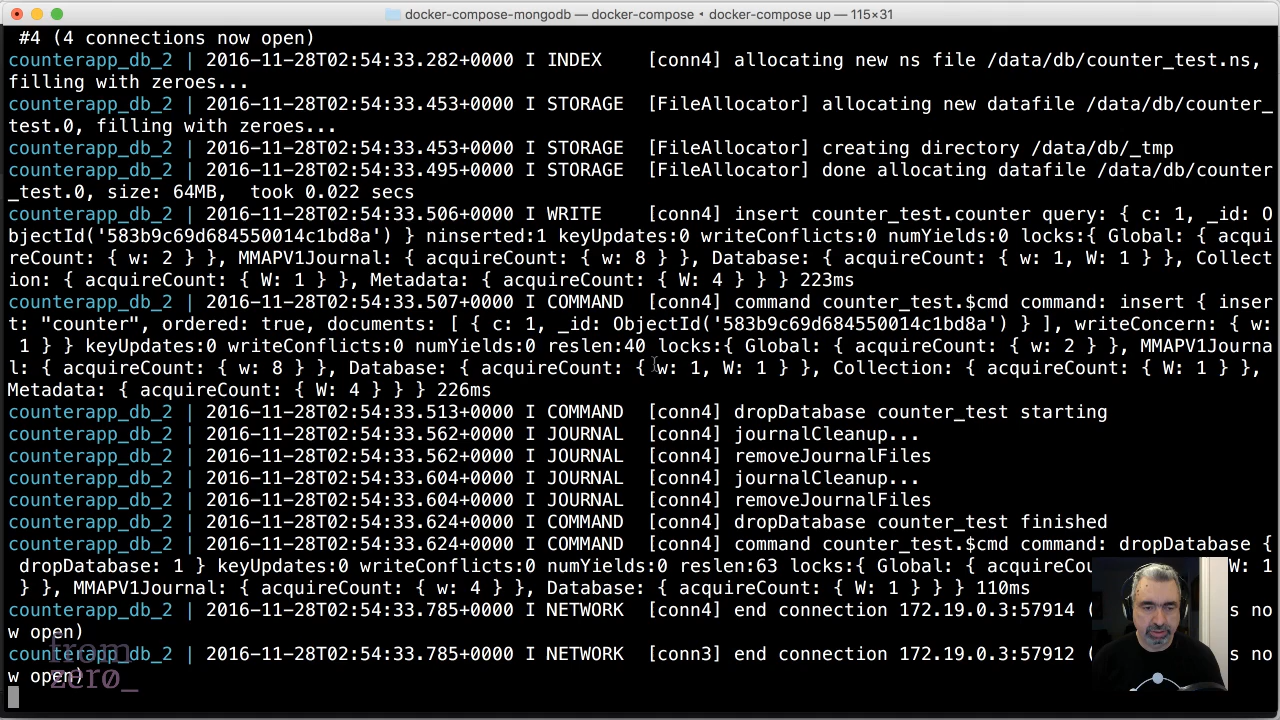 docker-compose-mongodb — docker-compose • docker-compose up — 115×31
#4 (4 connections now open)
counterapp_db_2 | 2016-11-28T02:54:33.282+0000 I INDEX    [conn4] allocating new ns file /data/db/counter_test.ns,
filling with zeroes...
counterapp_db_2 | 2016-11-28T02:54:33.453+0000 I STORAGE  [FileAllocator] allocating new datafile /data/db/counter_
test.0, filling with zeroes...
counterapp_db_2 | 2016-11-28T02:54:33.453+0000 I STORAGE  [FileAllocator] creating directory /data/db/_tmp
counterapp_db_2 | 2016-11-28T02:54:33.495+0000 I STORAGE  [FileAllocator] done allocating datafile /data/db/counter
_test.0, size: 64MB,  took 0.022 secs
counterapp_db_2 | 2016-11-28T02:54:33.506+0000 I WRITE    [conn4] insert counter_test.counter query: { c: 1, _id: O
bjectId('583b9c69d684550014c1bd8a') } ninserted:1 keyUpdates:0 writeConflicts:0 numYields:0 locks:{ Global: { acqui
reCount: { w: 2 } }, MMAPV1Journal: { acquireCount: { w: 8 } }, Database: { acquireCount: { w: 1, W: 1 } }, Collect
ion: { acquireCount: { W: 1 } }, Metadata: { acquireCount: { W: 4 } } } 223ms
counterapp_db_2 | 2016-11-28T02:54:33.507+0000 I COMMAND  [conn4] command counter_test.$cmd command: insert { inser
t: "counter", ordered: true, documents: [ { c: 1, _id: ObjectId('583b9c69d684550014c1bd8a') } ], writeConcern: { w:
1 } } keyUpdates:0 writeConflicts:0 numYields:0 reslen:40 locks:{ Global: { acquireCount: { w: 2 } }, MMAPV1Journa
l: { acquireCount: { w: 8 } }, Database: { acquireCount: { w: 1, W: 1 } }, Collection: { acquireCount: { W: 1 } },
Metadata: { acquireCount: { W: 4 } } } 226ms
counterapp_db_2 | 2016-11-28T02:54:33.513+0000 I COMMAND  [conn4] dropDatabase counter_test starting
counterapp_db_2 | 2016-11-28T02:54:33.562+0000 I JOURNAL  [conn4] journalCleanup...
counterapp_db_2 | 2016-11-28T02:54:33.562+0000 I JOURNAL  [conn4] removeJournalFiles
counterapp_db_2 | 2016-11-28T02:54:33.604+0000 I JOURNAL  [conn4] journalCleanup...
counterapp_db_2 | 2016-11-28T02:54:33.604+0000 I JOURNAL  [conn4] removeJournalFiles
counterapp_db_2 | 2016-11-28T02:54:33.624+0000 I COMMAND  [conn4] dropDatabase counter_test finished
counterapp_db_2 | 2016-11-28T02:54:33.624+0000 I COMMAND  [conn4] command counter_test.$cmd command: dropDatabase {
dropDatabase: 1 } keyUpdates:0 writeConflicts:0 numYields:0 reslen:63 locks:{ Global: { acqu W: 1
} }, MMAPV1Journal: { acquireCount: { w: 4 } }, Database: { acquireCount: { W: 1 } } } 110ms
counterapp_db_2 | 2016-11-28T02:54:33.785+0000 I NETWORK  [conn4] end connection 172.19.0.3:57914 ( s no
w open)
counterapp_db_2 | 2016-11-28T02:54:33.785+0000 I NETWORK  [conn3] end connection 172.19.0.3:57912 ( s no
w open)
from
zerø_